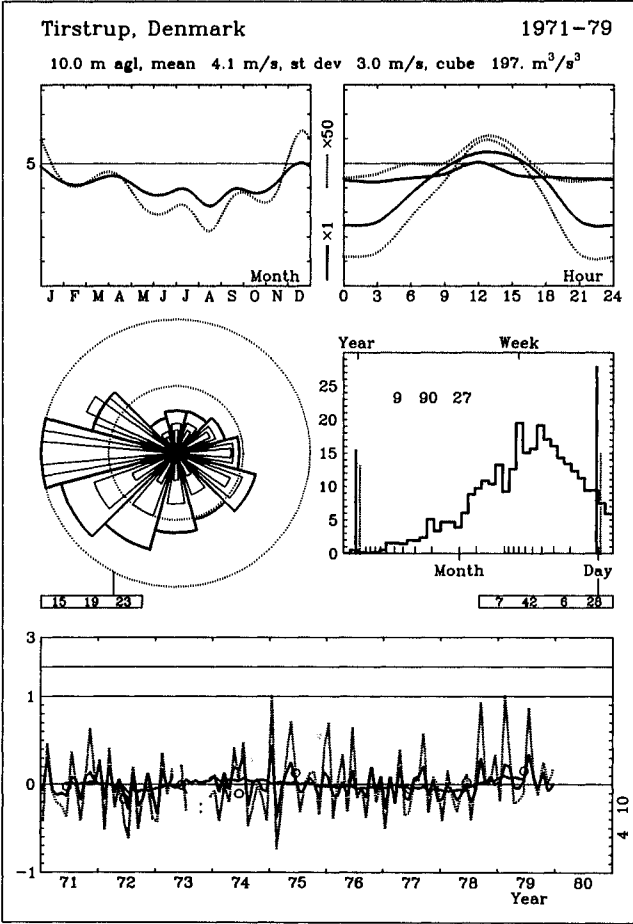 Tirstrup, Denmark 1971-79
10.0 m agl, mean 4.1 m/s, st dev 3.0 m/s, cube 197. m³/s³
5
Month
J F M A M J J A S O N D
×1 ×50
Hour
0 3 6 9 12 15 18 21 24
Year Week
25
20
15
10
5
0
9 90 27
Month Day
15 19 23
7 42 6 28
3
1
0
-1
71 72 73 74 75 76 77 78 79 80
Year
4 10